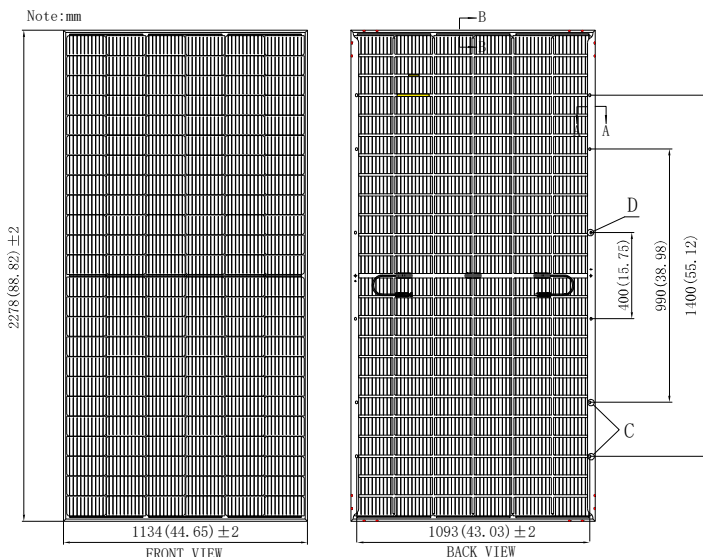 Note:mm
B
B
A
A
D
C
2278(88.82)±2
400(15.75)
990(38.98)
1400(55.12)
1134(44.65)±2
1093(43.03)±2
FRONT VIEW
BACK VIEW